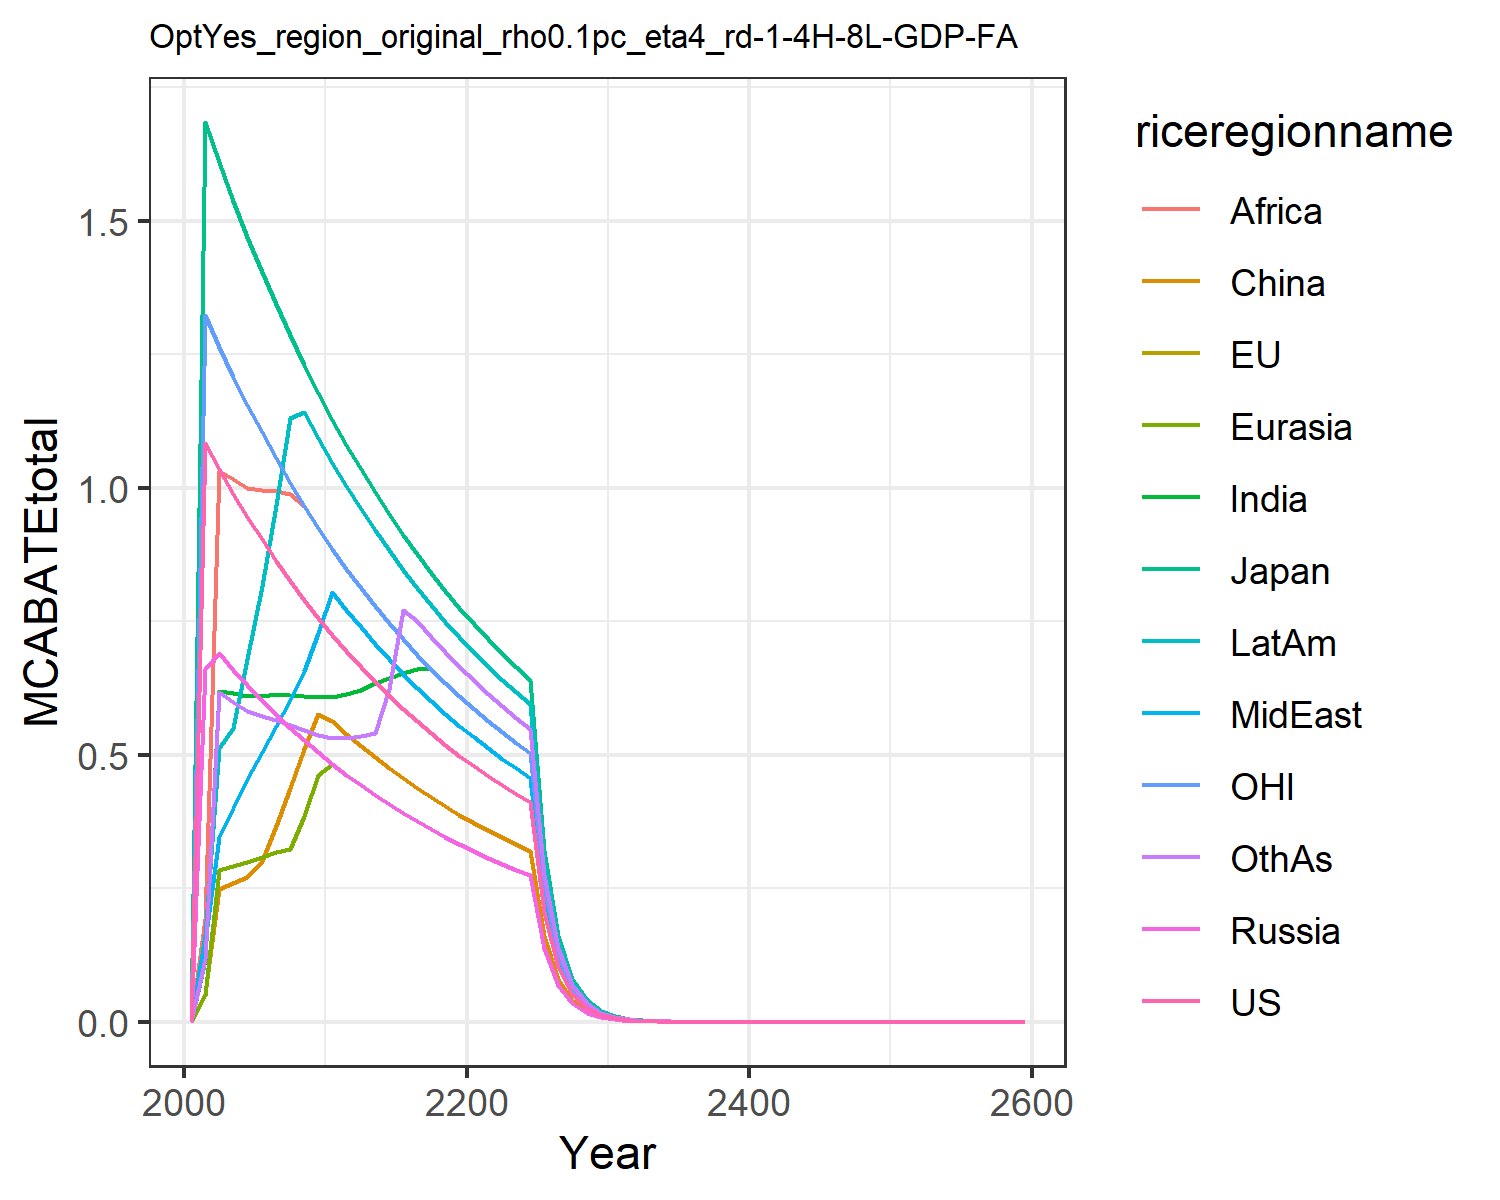 OptYes_region_original_rho0.1pc_eta4_rd-1-4H-8L-GDP-FA
MCABATEtotal
1.5
1.0
0.5
0.0
2000
2200
2400
2600
Year
riceregionname
Africa
China
EU
Eurasia
India
Japan
LatAm
MidEast
OHI
OthAs
Russia
US